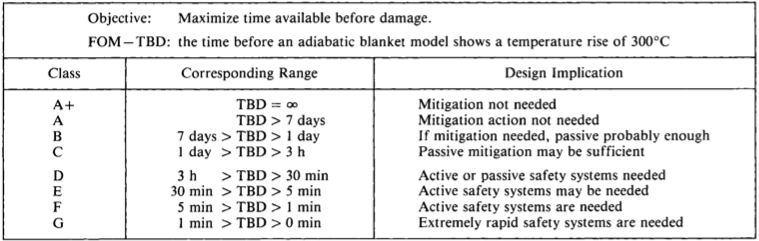 Objective: Maximize time available before damage.
FOM−TBD: the time before an adiabatic blanket model shows a temperature rise of 300°C
Class Corresponding Range Design Implication
A+ TBD = ∞ Mitigation not needed
A TBD > 7 days Mitigation action not needed
B 7 days > TBD > 1 day If mitigation needed, passive probably enough
C 1 day > TBD > 3 h Passive mitigation may be sufficient
D 3 h > TBD > 30 min Active or passive safety systems needed
E 30 min > TBD > 5 min Active safety systems may be needed
F 5 min > TBD > 1 min Active safety systems are needed
G 1 min > TBD > 0 min Extremely rapid safety systems are needed